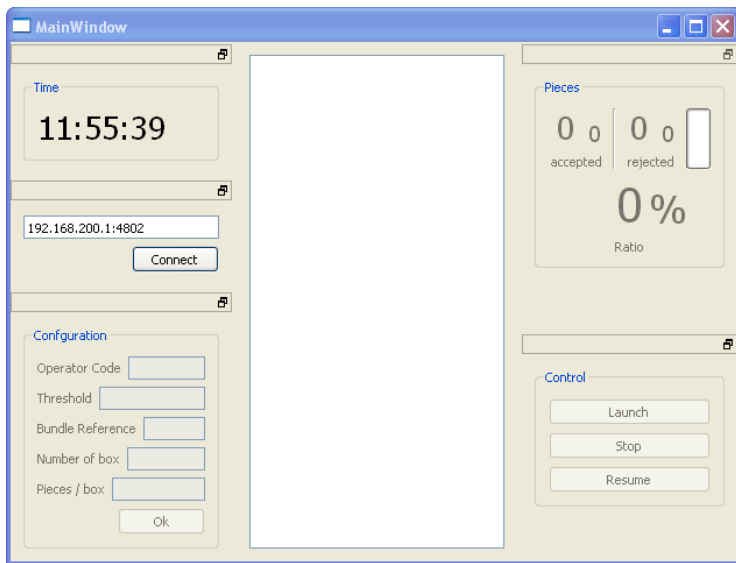 MainWindow
Time
11:55:39
192.168.200.1:4802
Connect
Confguration
Operator Code
Threshold
Bundle Reference
Number of box
Pieces / box
Ok
Pieces
0 0 0 0
accepted rejected
0 %
Ratio
Control
Launch
Stop
Resume